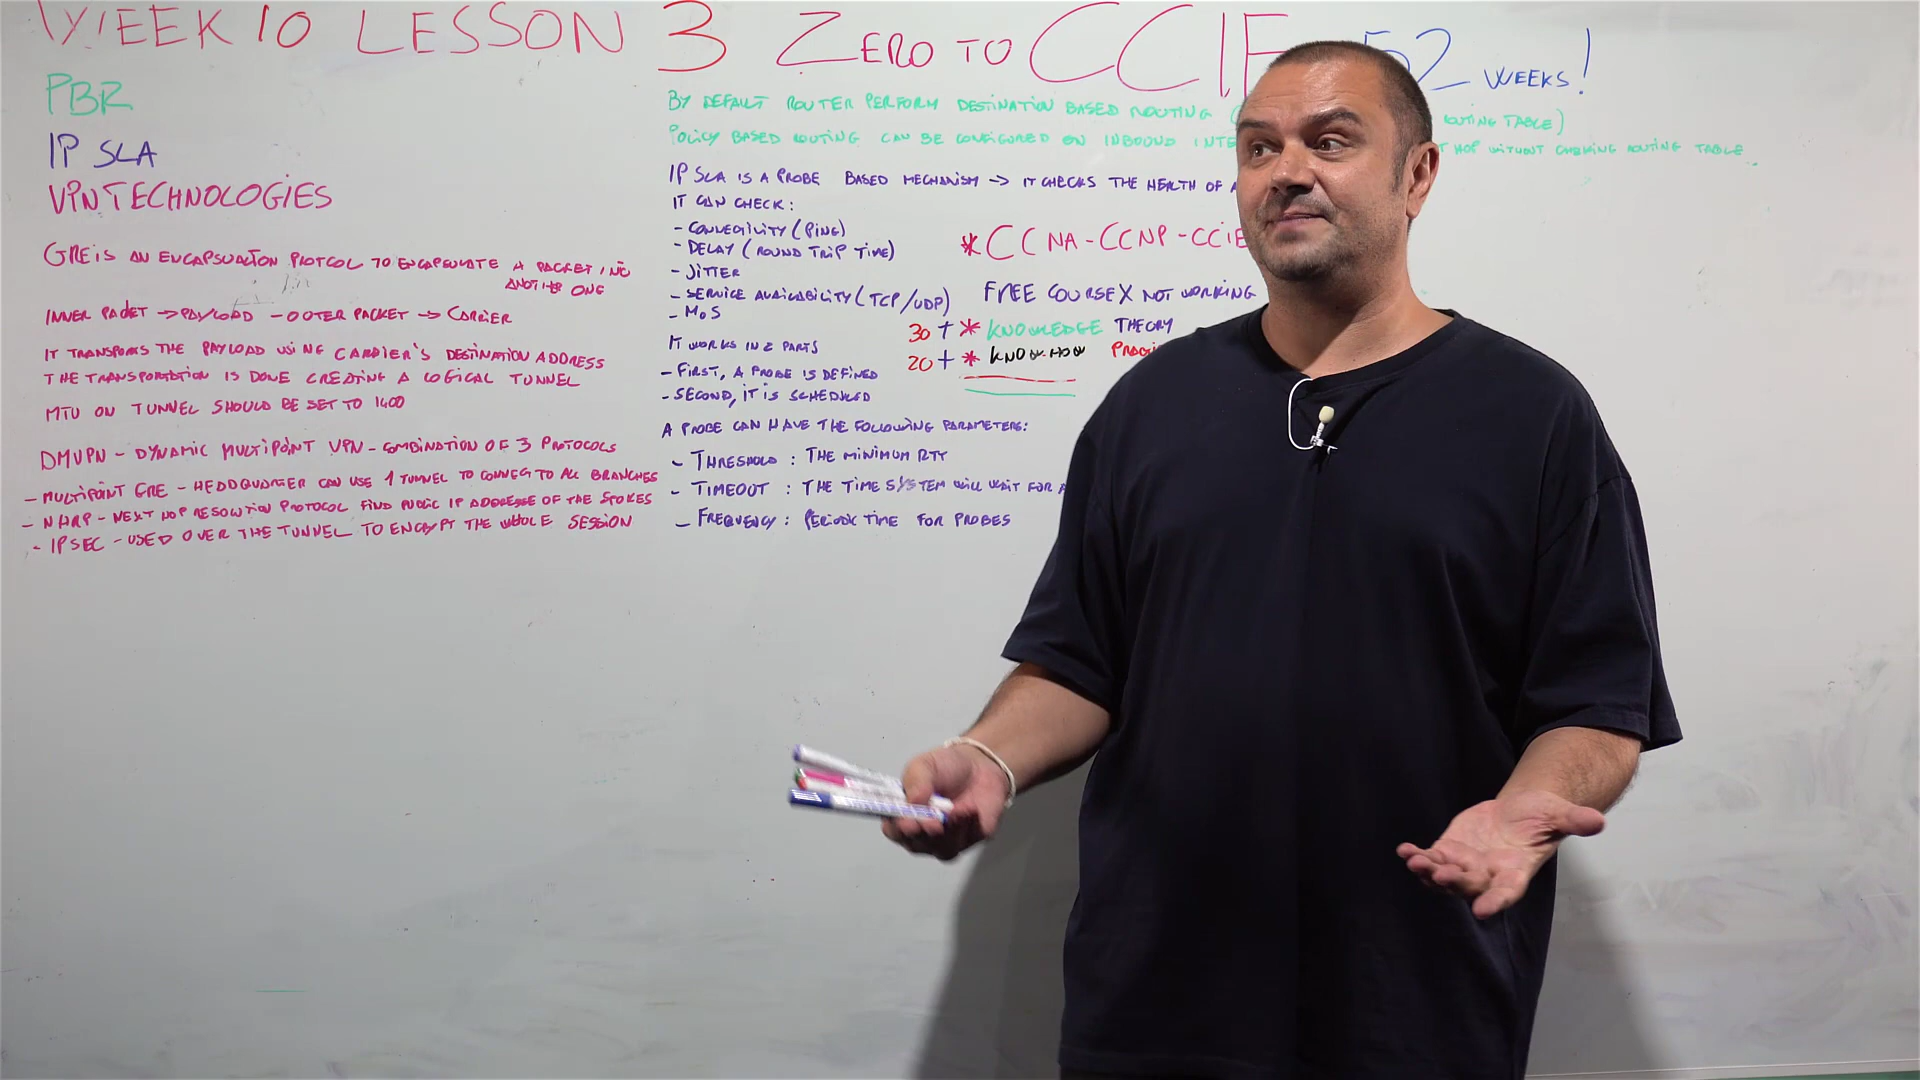 WEEK 10 LESSON 3 ZERO TO CCIE 52 WEEKS!
PBR
IP SLA
VPN TECHNOLOGIES
GRE IS AN ENCAPSULATION PROTCOL TO ENCAPSULATE A PACKET INTO
ANOTHER ONE
INNER PACKET → PAYLOAD - OUTER PACKET → CARRIER
IT TRANSPORTS THE PAYLOAD USING CARRIER'S DESTINATION ADDRESS
THE TRANSPORTATION IS DONE CREATING A LOGICAL TUNNEL
MTU ON TUNNEL SHOULD BE SET TO 1400
DMVPN - DYNAMIC MULTIPOINT VPN - COMBINATION OF 3 PROTOCOLS
- MULTIPOINT GRE - HEADQUARTER CAN USE 1 TUNNEL TO CONNECT TO ALL BRANCHES
- NHRP - NEXT HOP RESOLUTION PROTOCOL FIND PUBLIC IP ADDRESS OF THE SPOKES
- IPSEC - USED OVER THE TUNNEL TO ENCRYPT THE WHOLE SESSION
BY DEFAULT ROUTER PERFORM DESTINATION BASED ROUTING ( ROUTING TABLE)
POLICY BASED ROUTING CAN BE CONFIGURED ON INBOUND INTE T HOP WITHOUT CHECKING ROUTING TABLE
IP SLA IS A PROBE BASED MECHANISM → IT CHECKS THE HEALTH OF A
IT CAN CHECK:
- CONNECTIVITY (PING)
- DELAY (ROUND TRIP TIME)
- JITTER
- SERVICE AVAILABILITY (TCP/UDP)
- MOS
IT WORKS IN 2 PARTS
- FIRST, A PROBE IS DEFINED
- SECOND, IT IS SCHEDULED
A PROBE CAN HAVE THE FOLLOWING PARAMETERS:
- THRESHOLD : THE MINIMUM RTT
- TIMEOUT : THE TIME SYSTEM WILL WAIT FOR A
- FREQUENCY : PERIODIC TIME FOR PROBES
* CCNA - CCNP - CCIE
FREE COURSE X NOT WORKING
30 + * KNOWLEDGE THEORY
20 + * KNOW-HOW PRACTI